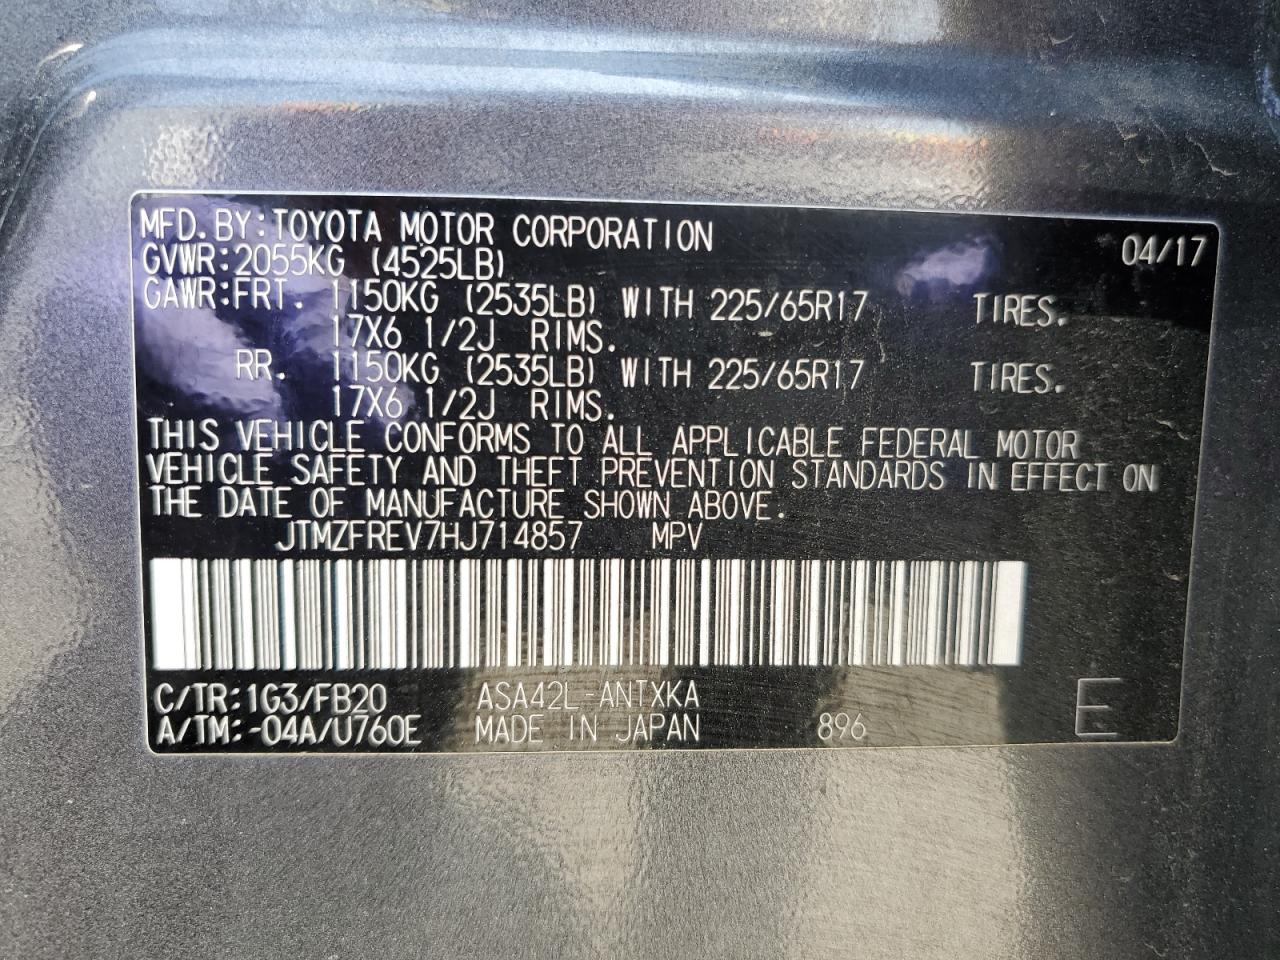 MFD.BY:TOYOTA MOTOR CORPORATION 04/17
GVWR:2055KG (4525LB)
GAWR:FRT. 1150KG (2535LB) WITH 225/65R17 TIRES.
17X6 1/2J RIMS.
RR. 1150KG (2535LB) WITH 225/65R17 TIRES.
17X6 1/2J RIMS.
THIS VEHICLE CONFORMS TO ALL APPLICABLE FEDERAL MOTOR
VEHICLE SAFETY AND THEFT PREVENTION STANDARDS IN EFFECT ON
THE DATE OF MANUFACTURE SHOWN ABOVE.
JTMZFREV7HJ714857 MPV
C/TR:1G3/FB20 ASA42L-ANTXKA
A/TM:-04A/U760E MADE IN JAPAN 896 E